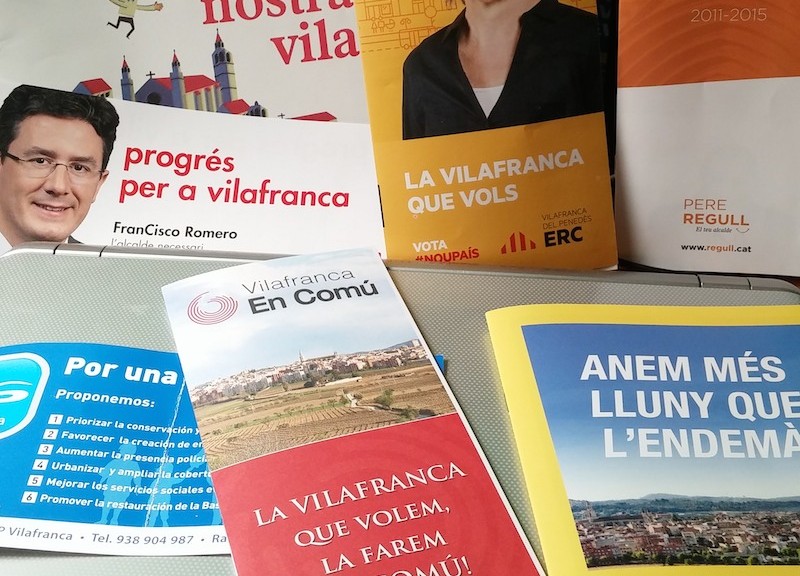 nostra
vila
progrés
per a vilafranca
FranCisco Romero
l'alcalde necessari
LA VILAFRANCA
QUE VOLS
VOTA
#NOUPAÍS
VILAFRANCA
DEL PENEDÈS
ERC
2011-2015
PERE
REGULL
El teu alcalde
www.regull.cat
Vilafranca
En Comú
LA VILAFRANCA
QUE VOLEM,
LA FAREM
COMÚ!
Por una
Proponemos:
1 Priorizar la conservación y
2 Favorecer la creación de
3 Aumentar la presencia
4 Urbanizar y ampliar la
5 Mejorar los servicios sociales
6 Promover la restauración de la Bas
P Vilafranca • Tel. 938 904 987 •
ANEM MÉS
LLUNY QUE
L'ENDEMÀ